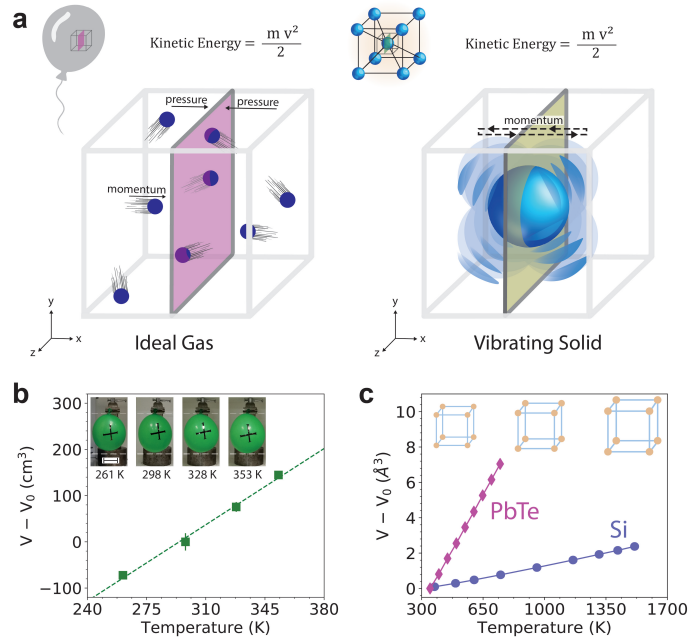 a
Kinetic Energy = m v² / 2
Kinetic Energy = m v² / 2
pressure
pressure
momentum
momentum
y
x
z
Ideal Gas
y
x
z
Vibrating Solid
b
V − V₀ (cm³)
300
200
100
0
−100
261 K 298 K 328 K 353 K
240 275 310 345 380
Temperature (K)
c
V − V₀ (Å³)
10
8
6
4
2
0
PbTe
Si
300 650 1000 1350 1700
Temperature (K)